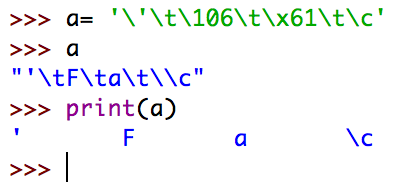 >>> a= '\'\t\106\t\x61\t\c'
>>> a
"'\tF\ta\t\\c"
>>> print(a)
'	F	a	\c
>>>